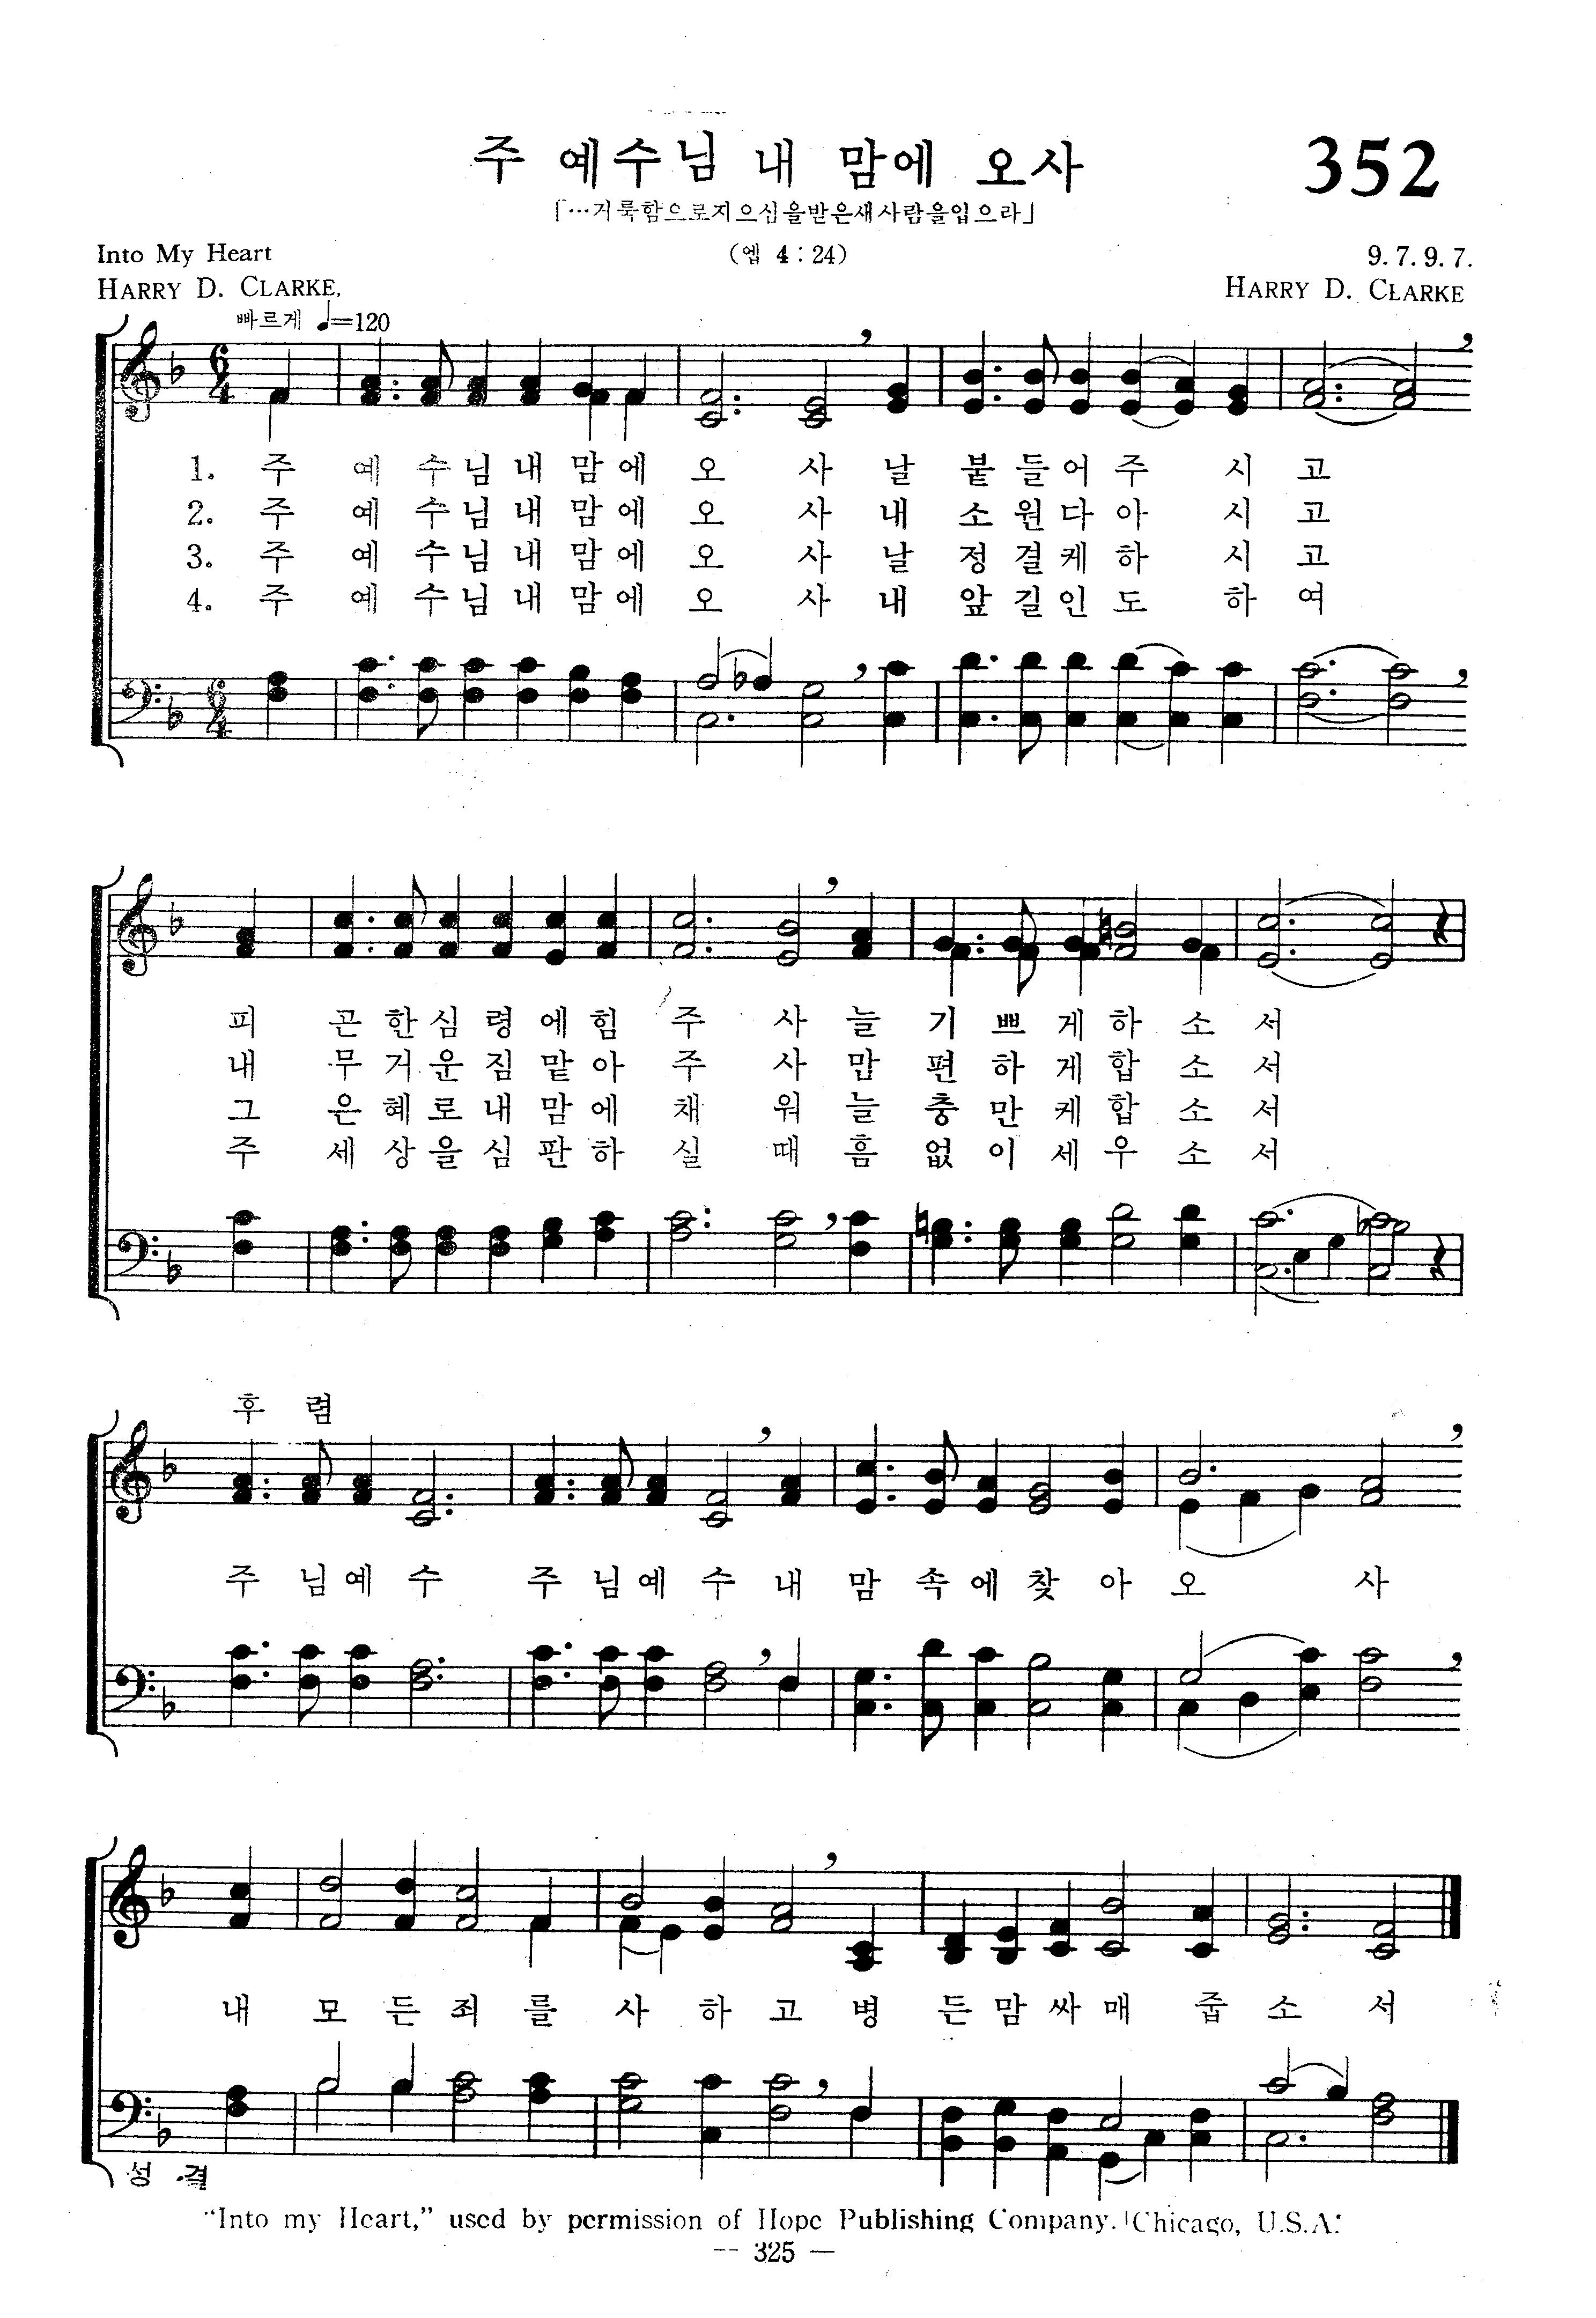 주 예수님 내 맘에 오사
352
「…거룩함으로지으심을받은새사람을입으라」
Into My Heart
(엡 4 : 24)
9. 7. 9. 7.
HARRY D. CLARKE,
HARRY D. CLARKE
빠르게 ♩=120
1. 주 예 수 님 내 맘 에 오 사 날 붙 들 어 주 시 고
2. 주 예 수 님 내 맘 에 오 사 내 소 원 다 아 시 고
3. 주 예 수 님 내 맘 에 오 사 날 정 결 케 하 시 고
4. 주 예 수 님 내 맘 에 오 사 내 앞 길 인 도 하 여
피 곤 한 심 령 에 힘 주 사 늘 기 쁘 게 하 소 서
내 무 거 운 짐 맡 아 주 사 맘 편 하 게 합 소 서
그 은 혜 로 내 맘 에 채 워 늘 충 만 케 합 소 서
주 세 상 을 심 판 하 실 때 흠 없 이 세 우 소 서
후 렴
주 님 예 수 주 님 예 수 내 맘 속 에 찾 아 오 사
내 모 든 죄 를 사 하 고 병 든 맘 싸 매 줍 소 서
성 결
"Into my Heart," used by permission of Hope Publishing Company. Chicago, U.S.A.
— 325 —